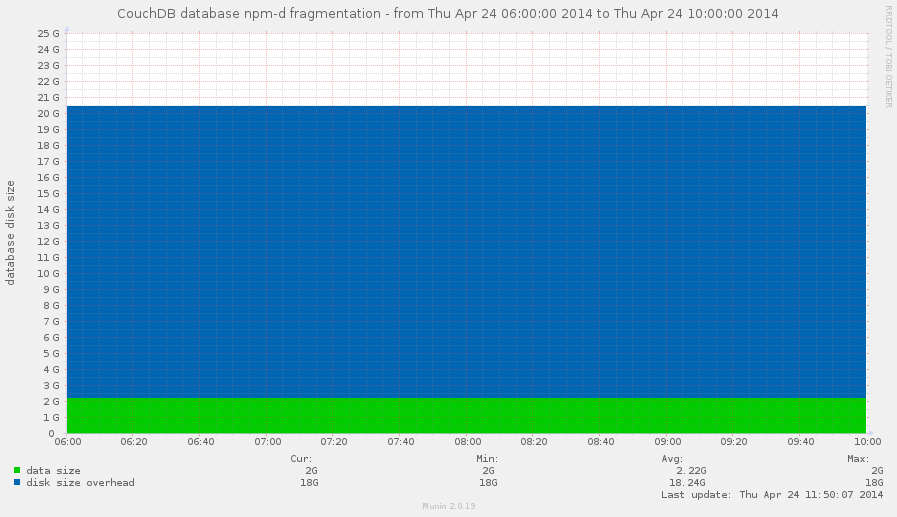 CouchDB database npm-d fragmentation - from Thu Apr 24 06:00:00 2014 to Thu Apr 24 10:00:00 2014
RRDTOOL / TOBI OETIKER
database disk size
25 G
24 G
23 G
22 G
21 G
20 G
19 G
18 G
17 G
16 G
15 G
14 G
13 G
12 G
11 G
10 G
9 G
8 G
7 G
6 G
5 G
4 G
3 G
2 G
1 G
0
06:00 06:20 06:40 07:00 07:20 07:40 08:00 08:20 08:40 09:00 09:20 09:40 10:00
Cur: Min: Avg: Max:
data size 2G 2G 2.22G 2G
disk size overhead 18G 18G 18.24G 18G
Last update: Thu Apr 24 11:50:07 2014
Munin 2.0.19